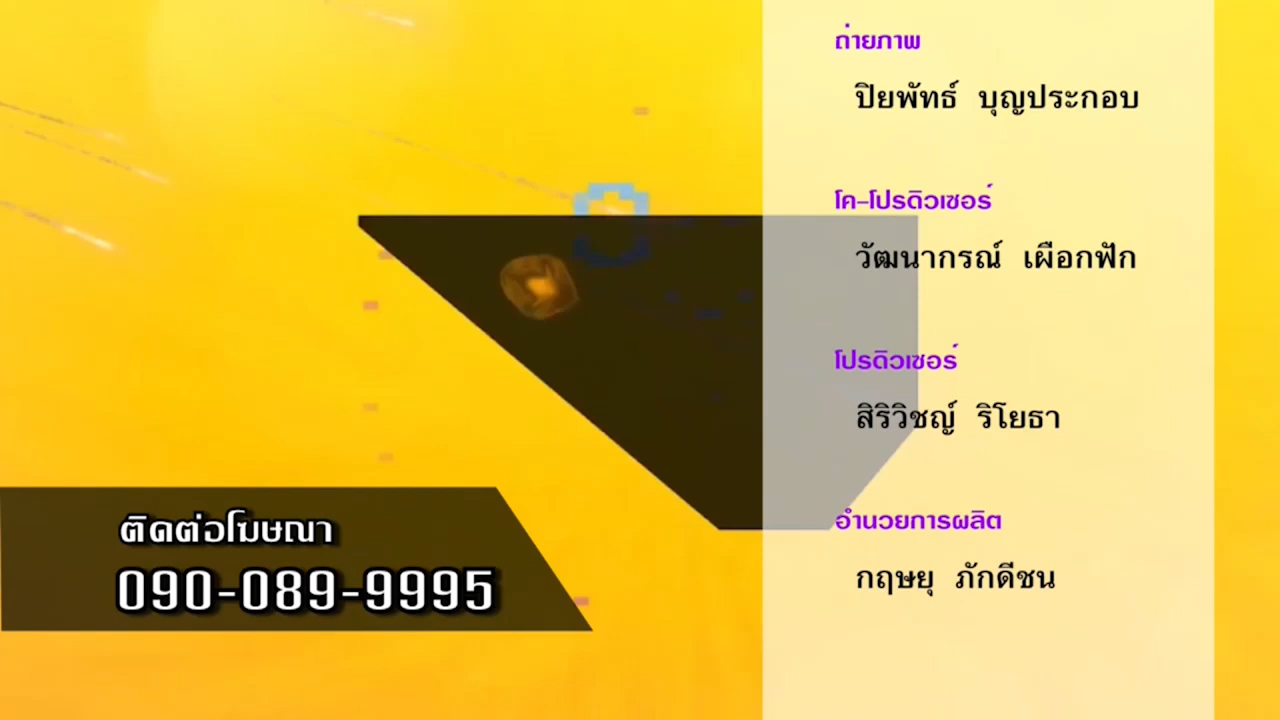 ถ่ายภาพ
ปิยพัทธ์ บุญประกอบ
โค-โปรดิวเซอร์
วัฒนากรณ์ เผือกฟัก
โปรดิวเซอร์
สิริวิชญ์ ริโยธา
อำนวยการผลิต
กฤษยุ ภักดีชน
ติดต่อโฆษณา
090-089-9995